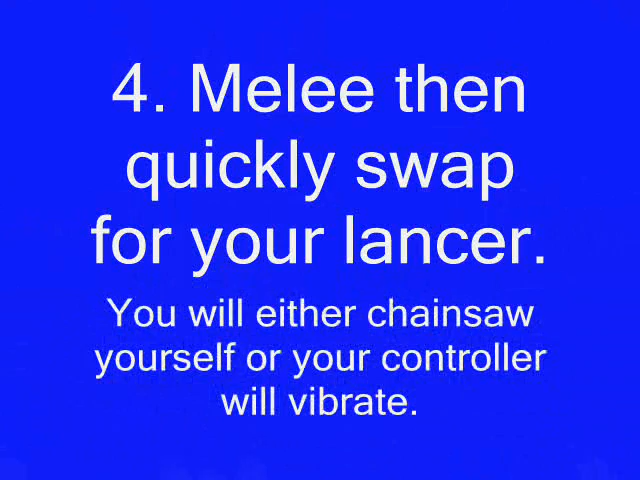 4. Melee then
quickly swap
for your lancer.
You will either chainsaw
yourself or your controller
will vibrate.